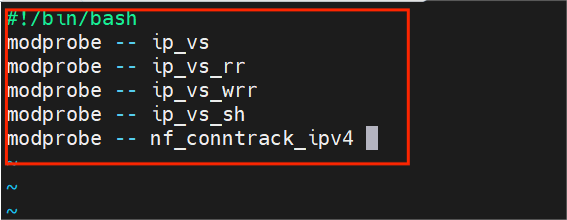 #!/bin/bash
modprobe -- ip_vs
modprobe -- ip_vs_rr
modprobe -- ip_vs_wrr
modprobe -- ip_vs_sh
modprobe -- nf_conntrack_ipv4
~
~
~